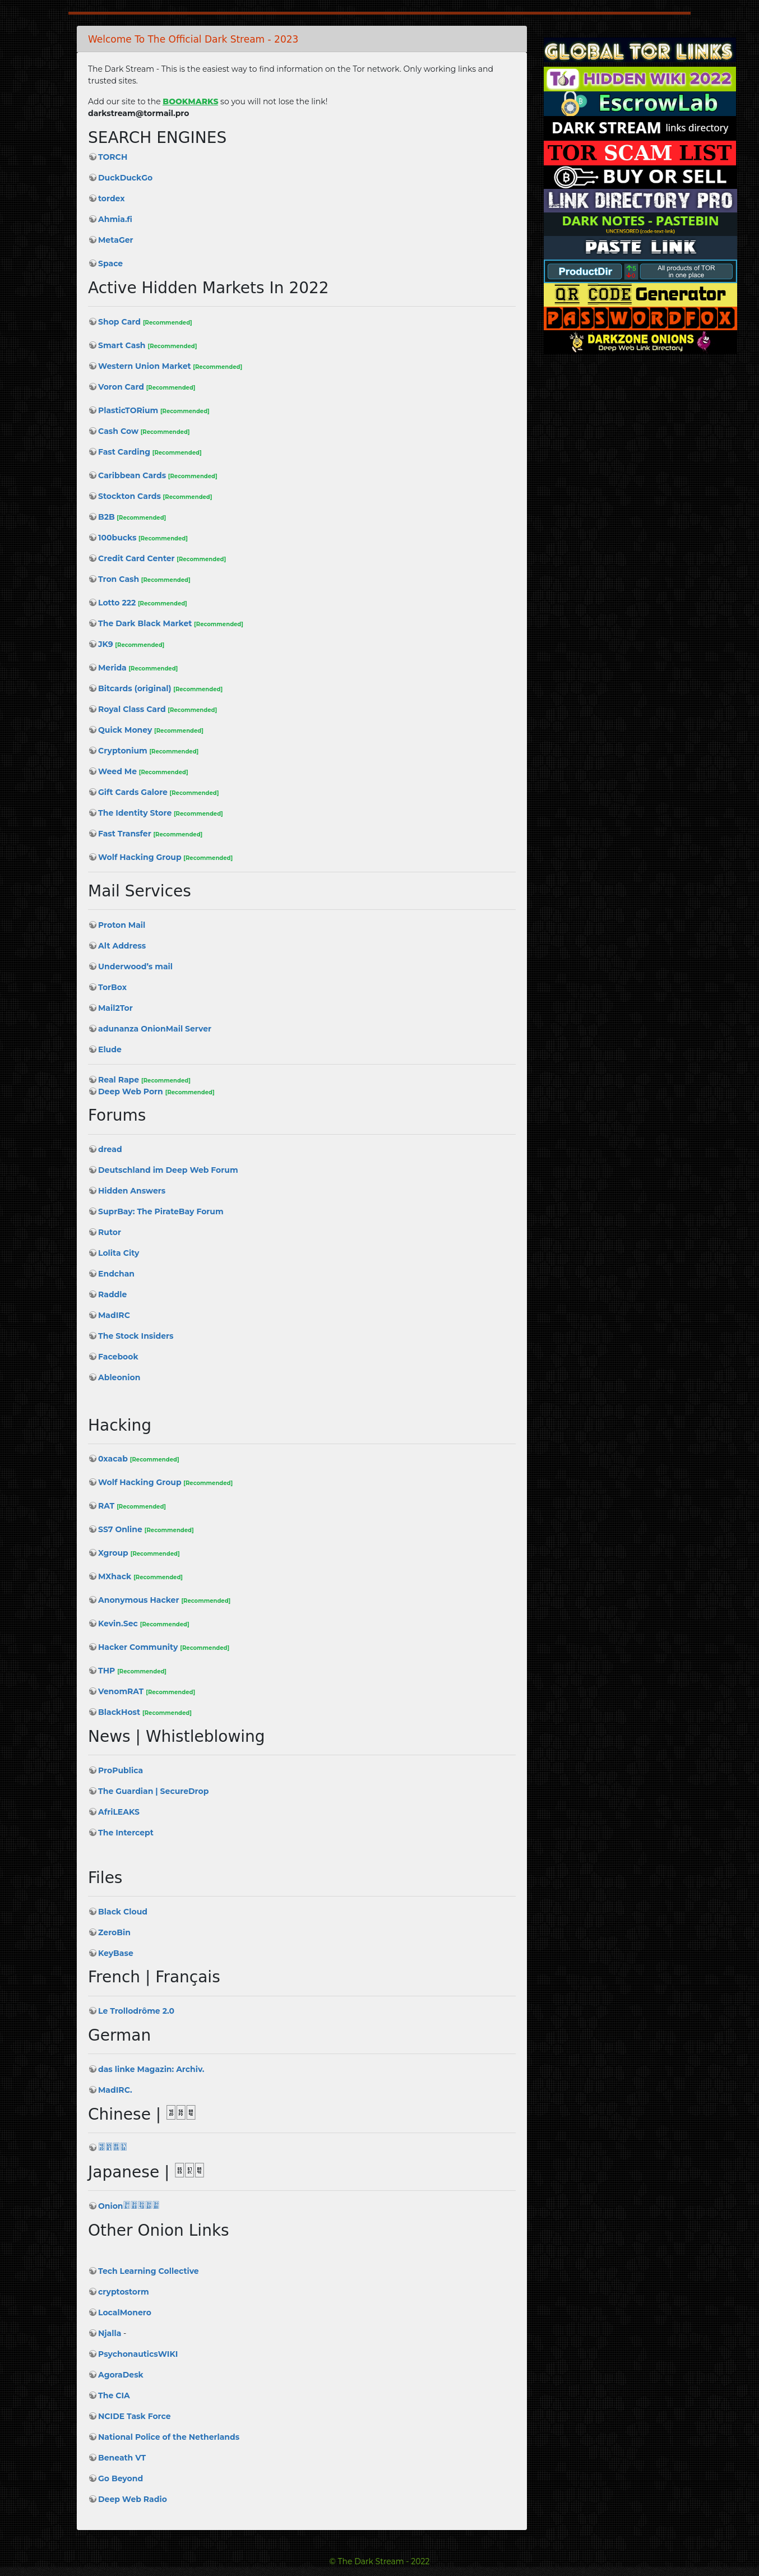 Welcome To The Official Dark Stream - 2023
The Dark Stream - This is the easiest way to find information on the Tor network. Only working links and
trusted sites.
Add our site to the BOOKMARKS so you will not lose the link!
darkstream@tormail.pro
SEARCH ENGINES
TORCH
DuckDuckGo
tordex
Ahmia.fi
MetaGer
Space
Active Hidden Markets In 2022
Shop Card [Recommended]
Smart Cash [Recommended]
Western Union Market [Recommended]
Voron Card [Recommended]
PlasticTORium [Recommended]
Cash Cow [Recommended]
Fast Carding [Recommended]
Caribbean Cards [Recommended]
Stockton Cards [Recommended]
B2B [Recommended]
100bucks [Recommended]
Credit Card Center [Recommended]
Tron Cash [Recommended]
Lotto 222 [Recommended]
The Dark Black Market [Recommended]
JK9 [Recommended]
Merida [Recommended]
Bitcards (original) [Recommended]
Royal Class Card [Recommended]
Quick Money [Recommended]
Cryptonium [Recommended]
Weed Me [Recommended]
Gift Cards Galore [Recommended]
The Identity Store [Recommended]
Fast Transfer [Recommended]
Wolf Hacking Group [Recommended]
Mail Services
Proton Mail
Alt Address
Underwood's mail
TorBox
Mail2Tor
adunanza OnionMail Server
Elude
Real Rape [Recommended]
Deep Web Porn [Recommended]
Forums
dread
Deutschland im Deep Web Forum
Hidden Answers
SuprBay: The PirateBay Forum
Rutor
Lolita City
Endchan
Raddle
MadIRC
The Stock Insiders
Facebook
Ableonion
Hacking
0xacab [Recommended]
Wolf Hacking Group [Recommended]
RAT [Recommended]
SS7 Online [Recommended]
Xgroup [Recommended]
MXhack [Recommended]
Anonymous Hacker [Recommended]
Kevin.Sec [Recommended]
Hacker Community [Recommended]
THP [Recommended]
VenomRAT [Recommended]
BlackHost [Recommended]
News | Whistleblowing
ProPublica
The Guardian | SecureDrop
AfriLEAKS
The Intercept
Files
Black Cloud
ZeroBin
KeyBase
French | Français
Le Trollodrôme 2.0
German
das linke Magazin: Archiv.
MadIRC.
Chinese |
Japanese |
Onion
Other Onion Links
Tech Learning Collective
cryptostorm
LocalMonero
Njalla -
PsychonauticsWIKI
AgoraDesk
The CIA
NCIDE Task Force
National Police of the Netherlands
Beneath VT
Go Beyond
Deep Web Radio
GLOBAL TOR LINKS
Tor HIDDEN WIKI 2022
EscrowLab
DARK STREAM links directory
TOR SCAM LIST
BUY OR SELL
LINK DIRECTORY PRO
DARK NOTES - PASTEBIN
UNCENSORED (code-text-link)
PASTE LINK
ProductDir All products of TOR
in one place
QR CODE Generator
PASSWORDFOX
DARKZONE ONIONS
Deep Web Link Directory
© The Dark Stream - 2022